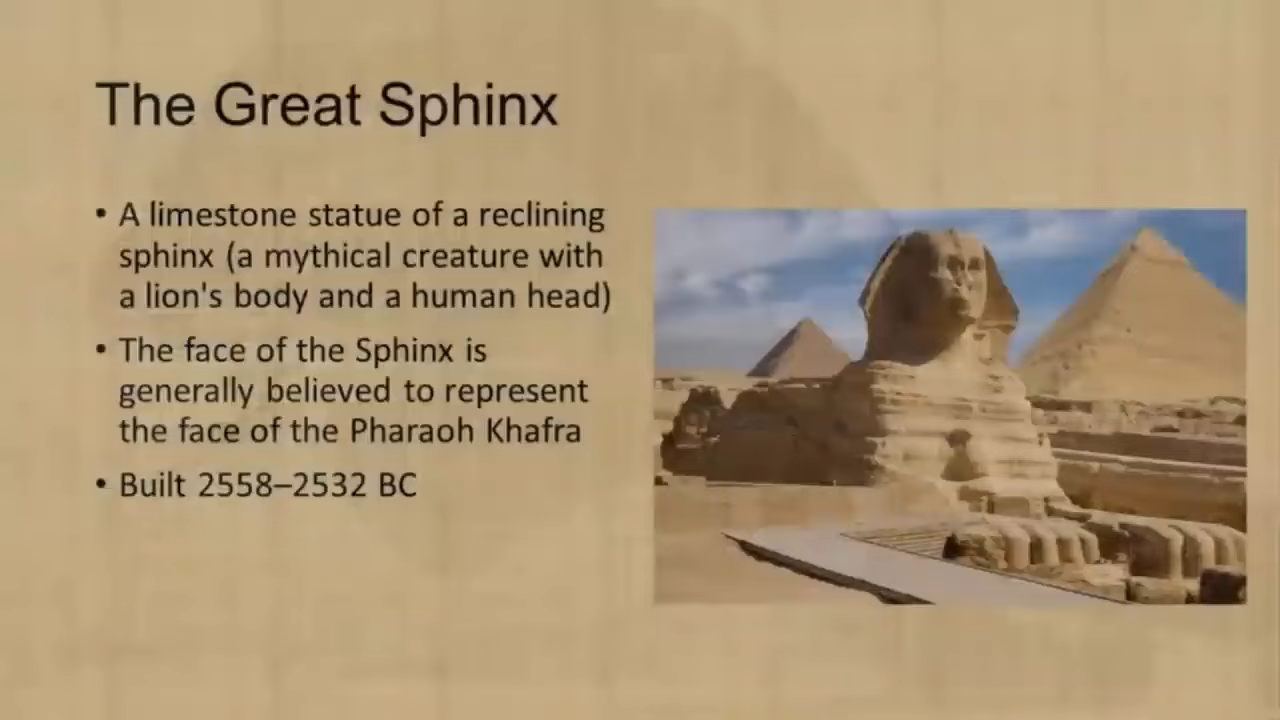 The Great Sphinx
• A limestone statue of a reclining
sphinx (a mythical creature with
a lion's body and a human head)
• The face of the Sphinx is
generally believed to represent
the face of the Pharaoh Khafra
• Built 2558–2532 BC